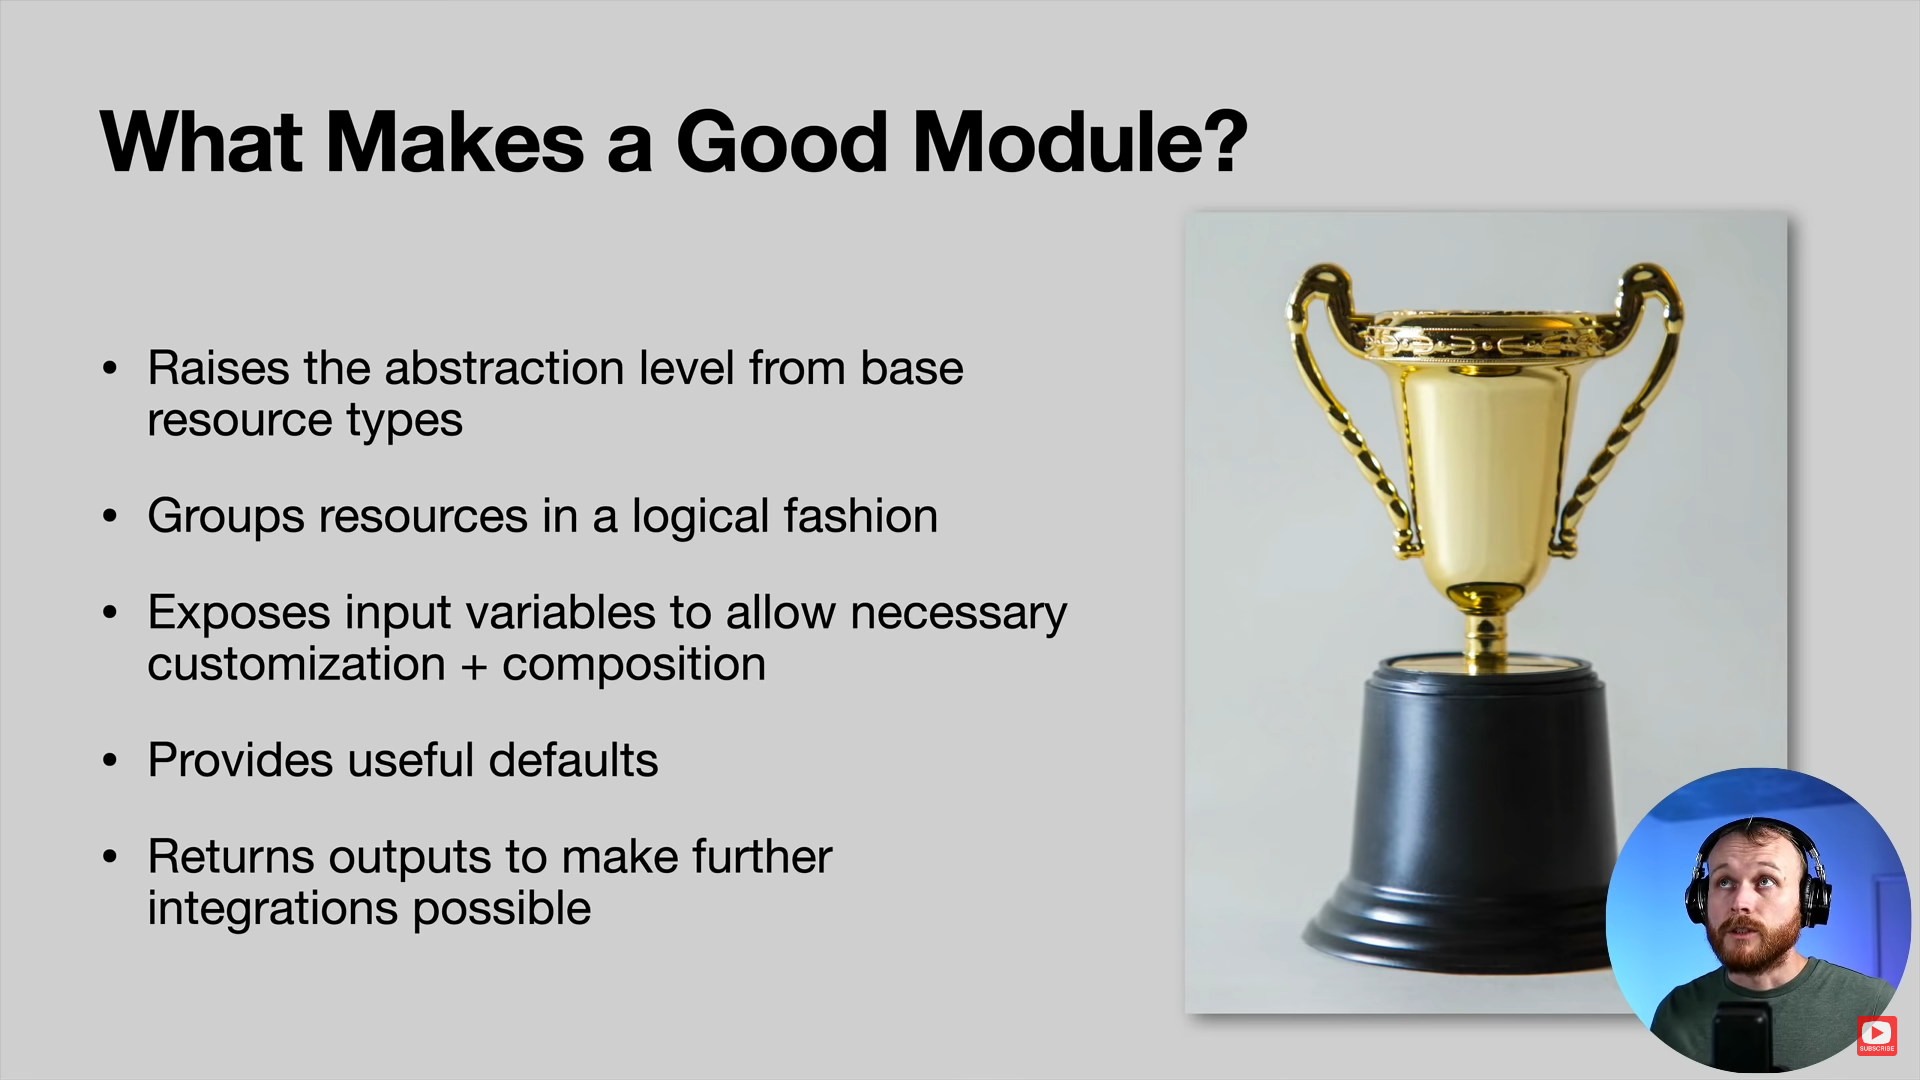 What Makes a Good Module?
• Raises the abstraction level from base
resource types
• Groups resources in a logical fashion
• Exposes input variables to allow necessary
customization + composition
• Provides useful defaults
• Returns outputs to make further
integrations possible
SUBSCRIBE